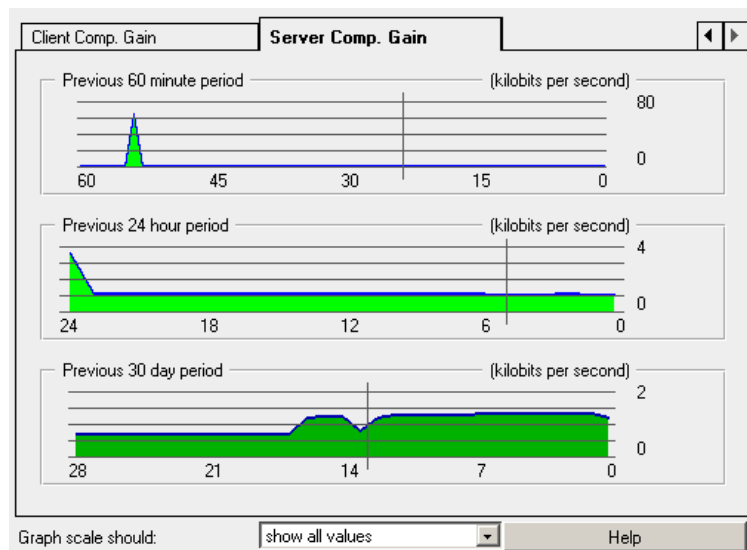 Client Comp. Gain Server Comp. Gain
Previous 60 minute period (kilobits per second)
80
0
60 45 30 15 0
Previous 24 hour period (kilobits per second)
4
0
24 18 12 6 0
Previous 30 day period (kilobits per second)
2
0
28 21 14 7 0
Graph scale should: show all values Help